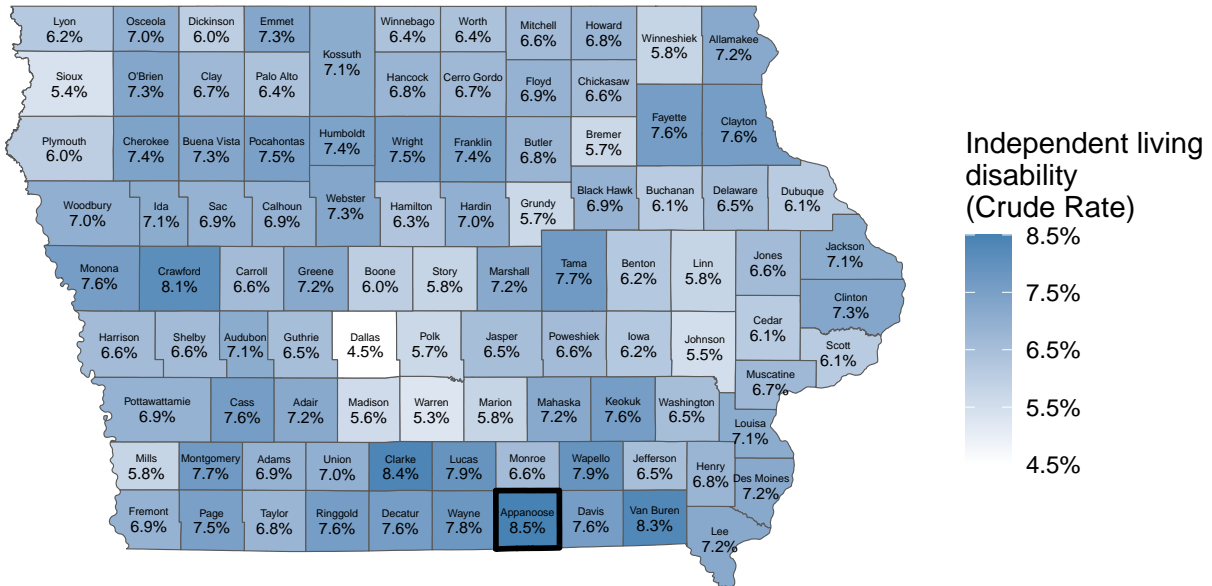 Lyon
6.2%
Osceola
7.0%
Dickinson
6.0%
Emmet
7.3%
Kossuth
7.1%
Winnebago
6.4%
Worth
6.4%
Mitchell
6.6%
Howard
6.8%
Winneshiek
5.8%
Allamakee
7.2%
Sioux
5.4%
O'Brien
7.3%
Clay
6.7%
Palo Alto
6.4%
Hancock
6.8%
Cerro Gordo
6.7%
Floyd
6.9%
Chickasaw
6.6%
Fayette
7.6%
Clayton
7.6%
Plymouth
6.0%
Cherokee
7.4%
Buena Vista
7.3%
Pocahontas
7.5%
Humboldt
7.4%
Wright
7.5%
Franklin
7.4%
Butler
6.8%
Bremer
5.7%
Woodbury
7.0%
Ida
7.1%
Sac
6.9%
Calhoun
6.9%
Webster
7.3%
Hamilton
6.3%
Hardin
7.0%
Grundy
5.7%
Black Hawk
6.9%
Buchanan
6.1%
Delaware
6.5%
Dubuque
6.1%
Monona
7.6%
Crawford
8.1%
Carroll
6.6%
Greene
7.2%
Boone
6.0%
Story
5.8%
Marshall
7.2%
Tama
7.7%
Benton
6.2%
Linn
5.8%
Jones
6.6%
Jackson
7.1%
Clinton
7.3%
Harrison
6.6%
Shelby
6.6%
Audubon
7.1%
Guthrie
6.5%
Dallas
4.5%
Polk
5.7%
Jasper
6.5%
Poweshiek
6.6%
Iowa
6.2%
Johnson
5.5%
Cedar
6.1%
Scott
6.1%
Muscatine
6.7%
Pottawattamie
6.9%
Cass
7.6%
Adair
7.2%
Madison
5.6%
Warren
5.3%
Marion
5.8%
Mahaska
7.2%
Keokuk
7.6%
Washington
6.5%
Louisa
7.1%
Mills
5.8%
Montgomery
7.7%
Adams
6.9%
Union
7.0%
Clarke
8.4%
Lucas
7.9%
Monroe
6.6%
Wapello
7.9%
Jefferson
6.5%
Henry
6.8%
Des Moines
7.2%
Fremont
6.9%
Page
7.5%
Taylor
6.8%
Ringgold
7.6%
Decatur
7.6%
Wayne
7.8%
Appanoose
8.5%
Davis
7.6%
Van Buren
8.3%
Lee
7.2%
Independent living
disability
(Crude Rate)
8.5%
7.5%
6.5%
5.5%
4.5%